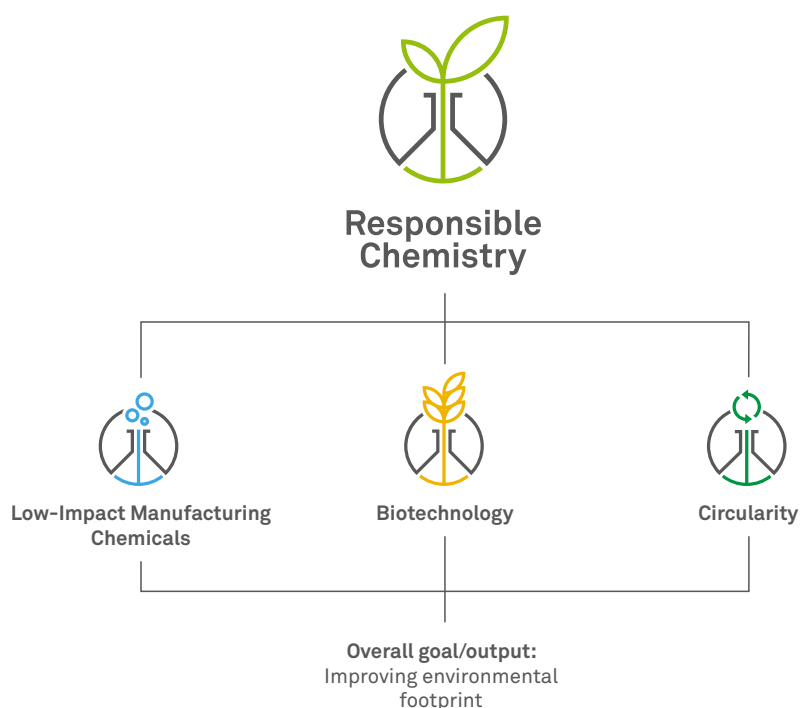 Responsible
Chemistry
Low-Impact Manufacturing
Chemicals
Biotechnology
Circularity
Overall goal/output:
Improving environmental
footprint